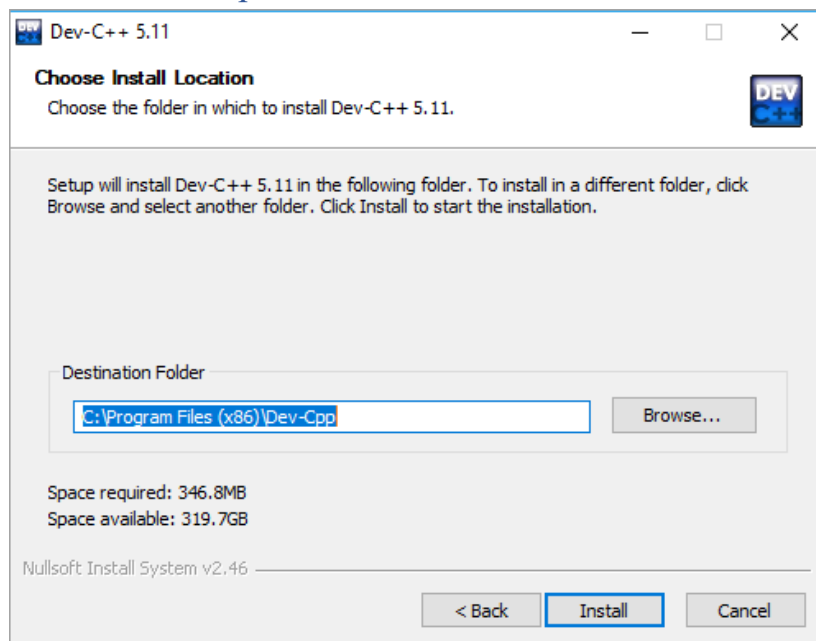 Dev-C++ 5.11
Choose Install Location
Choose the folder in which to install Dev-C++ 5.11.
DEV
C++
Setup will install Dev-C++ 5.11 in the following folder. To install in a different folder, click
Browse and select another folder. Click Install to start the installation.
Destination Folder
C:\Program Files (x86)\Dev-Cpp
Browse...
Space required: 346.8MB
Space available: 319.7GB
Nullsoft Install System v2.46
< Back Install Cancel